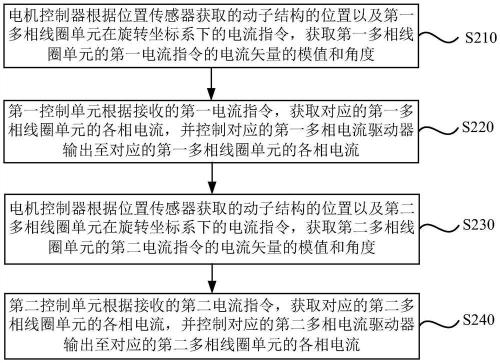 电机控制器根据位置传感器获取的动子结构的位置以及第一
多相线圈单元在旋转坐标系下的电流指令，获取第一多相线
圈单元的第一电流指令的电流矢量的模值和角度
S210
第一控制单元根据接收的第一电流指令，获取对应的第一多
相线圈单元的各相电流，并控制对应的第一多相电流驱动器
输出至对应的第一多相线圈单元的各相电流
S220
电机控制器根据位置传感器获取的动子结构的位置以及第二
多相线圈单元在旋转坐标系下的电流指令，获取第二多相线
圈单元的第二电流指令的电流矢量的模值和角度
S230
第二控制单元根据接收的第二电流指令，获取对应的第二多
相线圈单元的各相电流，并控制对应的第二多相电流驱动器
输出至对应的第二多相线圈单元的各相电流
S240